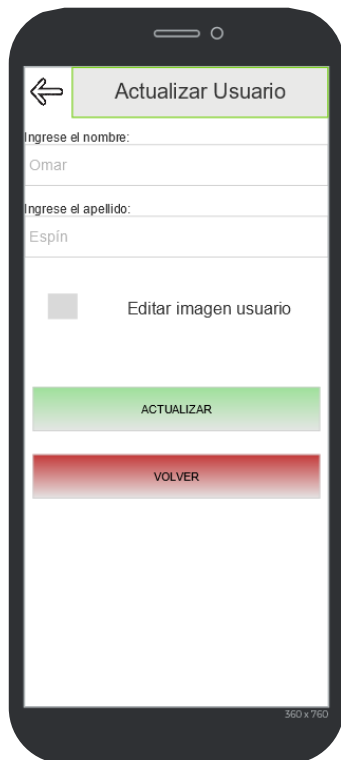 Actualizar Usuario
Ingrese el nombre:
Omar
Ingrese el apellido:
Espín
Editar imagen usuario
ACTUALIZAR
VOLVER
360 x 760